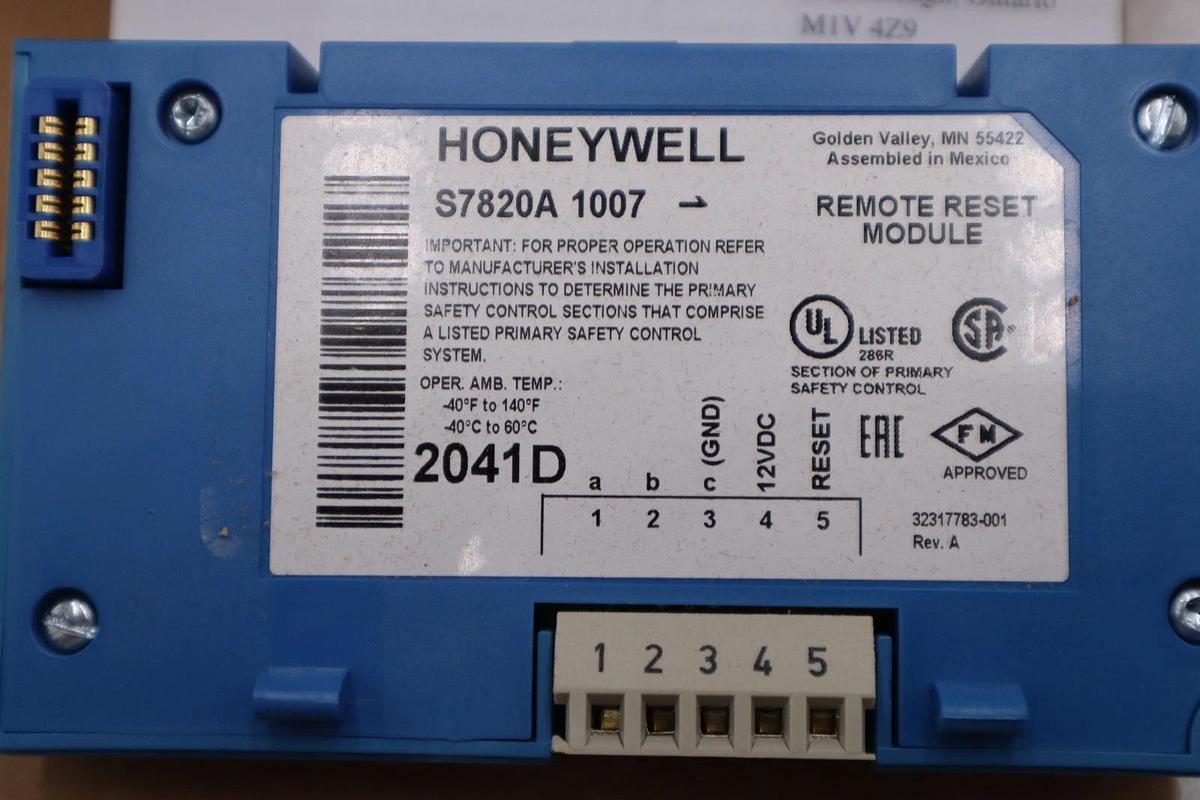 M1V 4Z9
HONEYWELL
Golden Valley, MN 55422
Assembled in Mexico
S7820A 1007
REMOTE RESET
MODULE
IMPORTANT: FOR PROPER OPERATION REFER
TO MANUFACTURER'S INSTALLATION
INSTRUCTIONS TO DETERMINE THE PRIMARY
SAFETY CONTROL SECTIONS THAT COMPRISE
A LISTED PRIMARY SAFETY CONTROL
SYSTEM.
OPER. AMB. TEMP.:
-40°F to 140°F
-40°C to 60°C
2041D
UL LISTED
286R
SECTION OF PRIMARY
SAFETY CONTROL
SA
EAC
FM
APPROVED
a b c (GND) 12VDC RESET
1 2 3 4 5
32317783-001
Rev. A
1 2 3 4 5